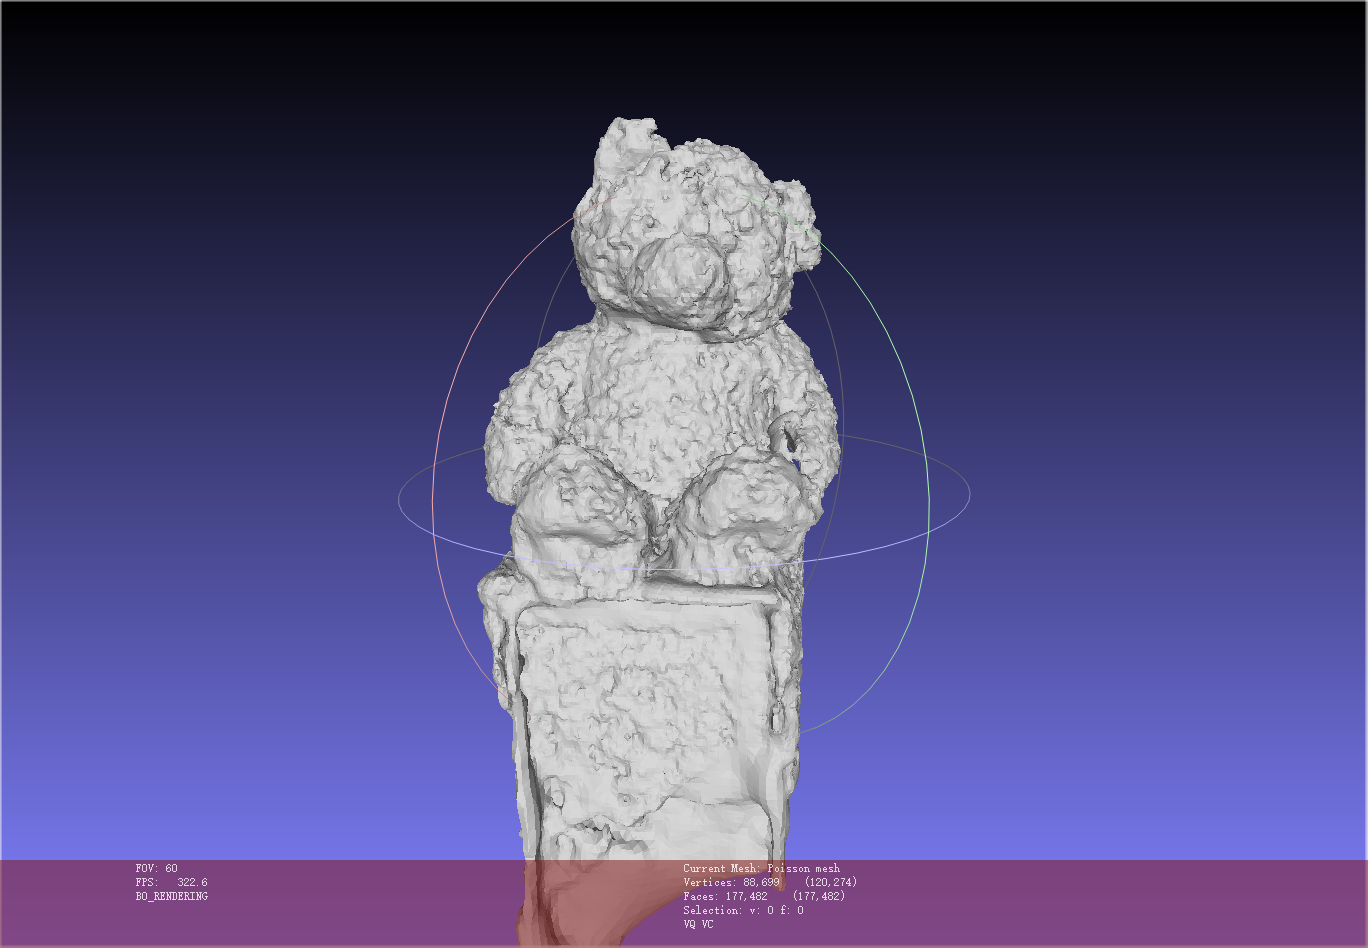 FOV: 60
FPS: 322.6
BO_RENDERING
Current Mesh: Poisson mesh
Vertices: 88,699 (120,274)
Faces: 177,482 (177,482)
Selection: v: 0 f: 0
VQ VC